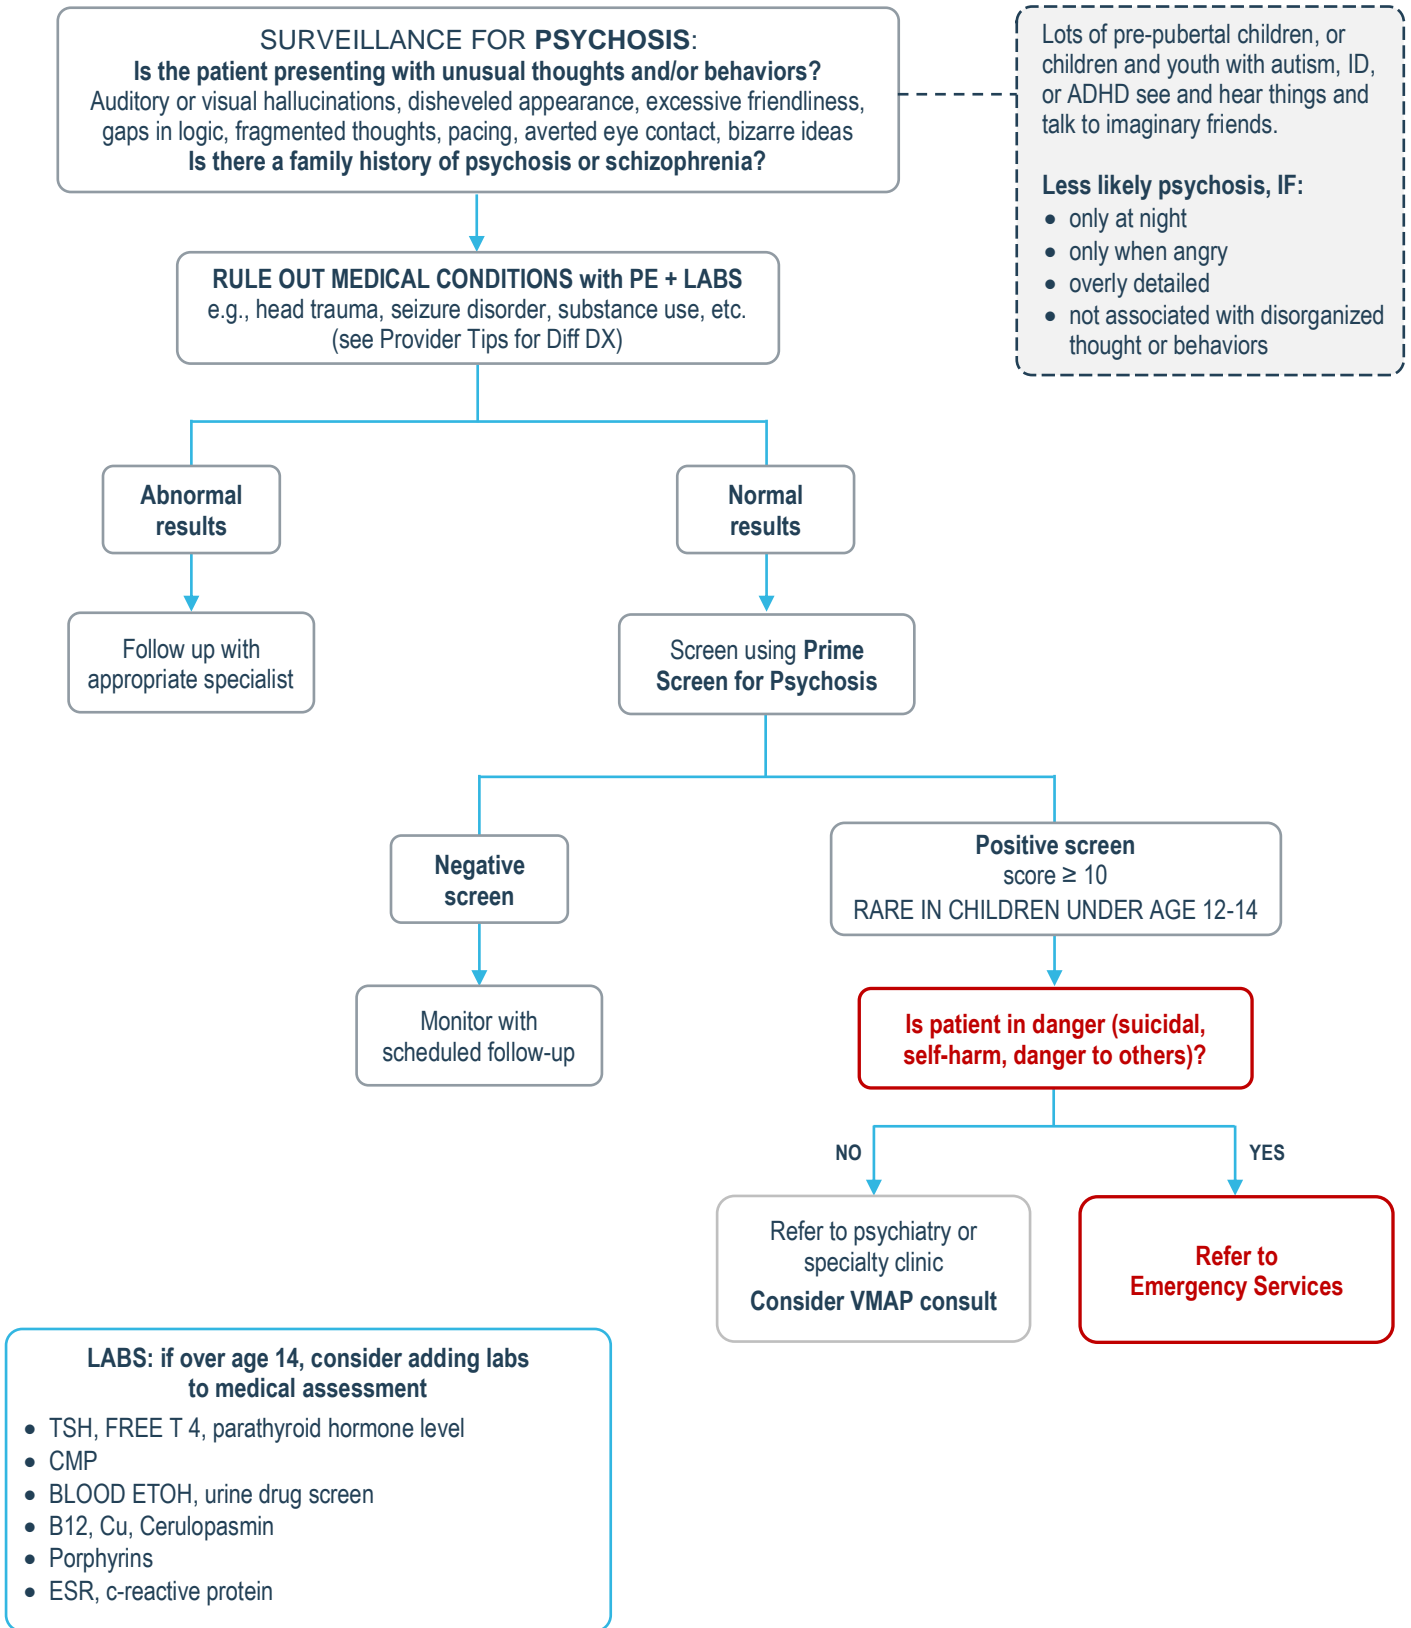 SURVEILLANCE FOR PSYCHOSIS:
Is the patient presenting with unusual thoughts and/or behaviors?
Auditory or visual hallucinations, disheveled appearance, excessive friendliness,
gaps in logic, fragmented thoughts, pacing, averted eye contact, bizarre ideas
Is there a family history of psychosis or schizophrenia?
Lots of pre-pubertal children, or
children and youth with autism, ID,
or ADHD see and hear things and
talk to imaginary friends.
Less likely psychosis, IF:
• only at night
• only when angry
• overly detailed
• not associated with disorganized
thought or behaviors
RULE OUT MEDICAL CONDITIONS with PE + LABS
e.g., head trauma, seizure disorder, substance use, etc.
(see Provider Tips for Diff DX)
Abnormal
results
Normal
results
Follow up with
appropriate specialist
Screen using Prime
Screen for Psychosis
Negative
screen
Positive screen
score ≥ 10
RARE IN CHILDREN UNDER AGE 12-14
Monitor with
scheduled follow-up
Is patient in danger (suicidal,
self-harm, danger to others)?
NO
YES
Refer to psychiatry or
specialty clinic
Consider VMAP consult
Refer to
Emergency Services
LABS: if over age 14, consider adding labs
to medical assessment
• TSH, FREE T 4, parathyroid hormone level
• CMP
• BLOOD ETOH, urine drug screen
• B12, Cu, Cerulopasmin
• Porphyrins
• ESR, c-reactive protein